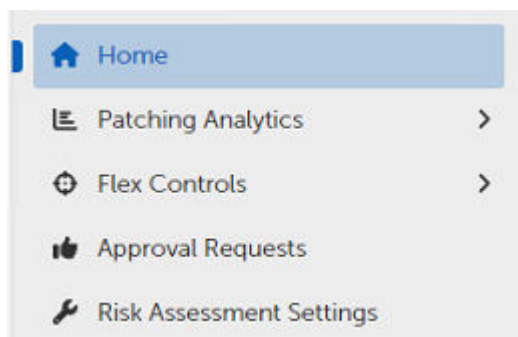 Home
Patching Analytics
Flex Controls
Approval Requests
Risk Assessment Settings